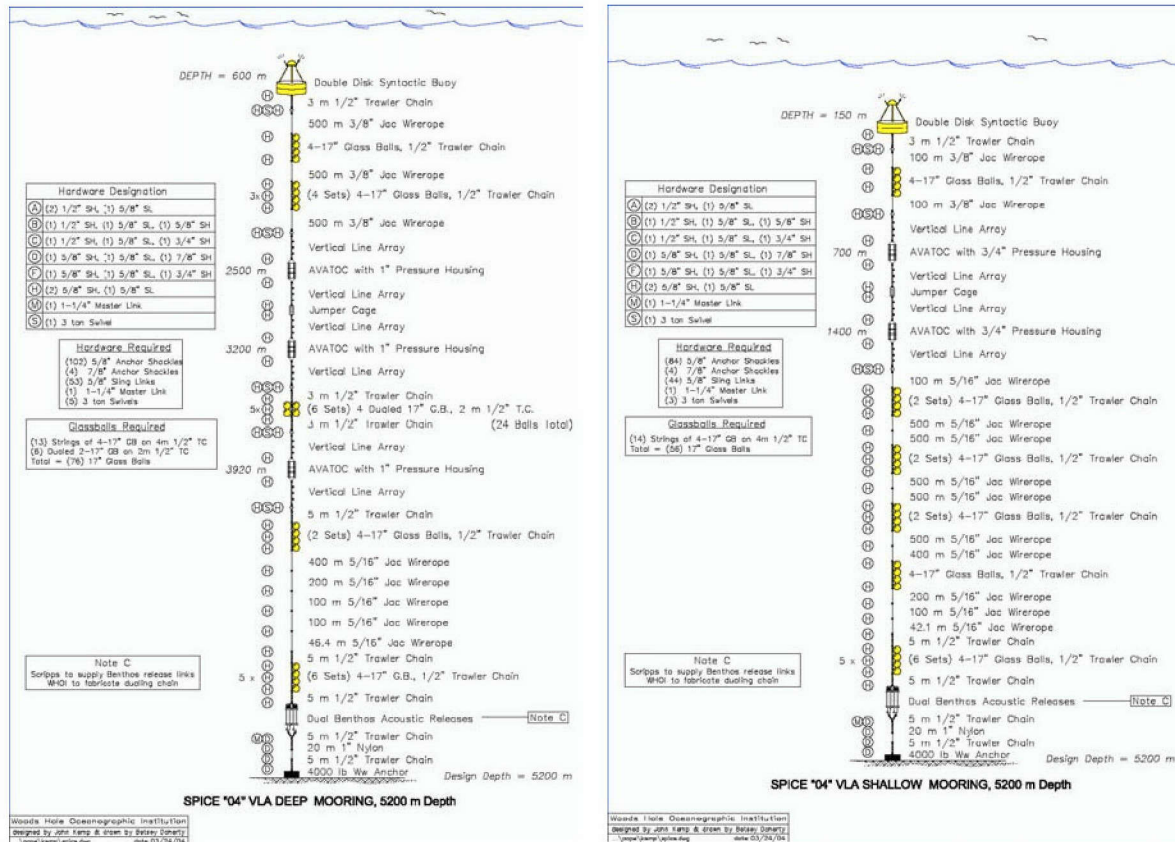 DEPTH = 600 m
Double Disk Syntactic Buoy
H
3 m 1/2" Trawler Chain
HSH
500 m 3/8" Jac Wirerope
H
4-17" Glass Balls, 1/2" Trawler Chain
H
500 m 3/8" Jac Wirerope
H
3x H (4 Sets) 4-17" Glass Balls, 1/2" Trawler Chain
H
500 m 3/8" Jac Wirerope
HSH
Vertical Line Array
H
2500 m AVATOC with 1" Pressure Housing
H
Vertical Line Array
H
Jumper Cage
H
Vertical Line Array
H
3200 m AVATOC with 1" Pressure Housing
H
Vertical Line Array
HSH
3 m 1/2" Trawler Chain
H
5x H (6 Sets) 4 Dualed 17" G.B., 2 m 1/2" T.C.
H
3 m 1/2" Trawler Chain (24 Balls Total)
HSH
Vertical Line Array
H
3920 m AVATOC with 1" Pressure Housing
H
Vertical Line Array
HSH
5 m 1/2" Trawler Chain
H
H (2 Sets) 4-17" Glass Balls, 1/2" Trawler Chain
H
400 m 5/16" Jac Wirerope
H
200 m 5/16" Jac Wirerope
H
100 m 5/16" Jac Wirerope
H
100 m 5/16" Jac Wirerope
H
46.4 m 5/16" Jac Wirerope
H
5 m 1/2" Trawler Chain
H
5 x H (6 Sets) 4-17" G.B., 1/2" Trawler Chain
H
5 m 1/2" Trawler Chain
H
Dual Benthos Acoustic Releases Note C
MD 5 m 1/2" Trawler Chain
D 20 m 1" Nylon
D 5 m 1/2" Trawler Chain
D 4000 lb Ww Anchor Design Depth = 5200 m
Hardware Designation
A (2) 1/2" SH, (1) 5/8" SL
B (1) 1/2" SH, (1) 5/8" SL, (1) 5/8" SH
C (1) 1/2" SH, (1) 5/8" SL, (1) 3/4" SH
D (1) 5/8" SH, (1) 5/8" SL, (1) 7/8" SH
F (1) 5/8" SH, (1) 5/8" SL, (1) 3/4" SH
H (2) 5/8" SH, (1) 5/8" SL
M (1) 1-1/4" Master Link
S (1) 3 ton Swivel
Hardware Required
(102) 5/8" Anchor Shackles
(4) 7/8" Anchor Shackles
(53) 5/8" Sling Links
(1) 1-1/4" Master Link
(5) 3 ton Swivels
Glassballs Required
(13) Strings of 4-17" GB on 4m 1/2" TC
(6) Dualed 2-17" GB on 2m 1/2" TC
Total = (76) 17" Glass Balls
Note C
Scripps to supply Benthos release links
WHOI to fabricate dualing chain
SPICE "04" VLA DEEP MOORING, 5200 m Depth
Woods Hole Oceanographic Institution
designed by John Kemp & drawn by Betsey Doherty
date: 03/24/04
DEPTH = 150 m
Double Disk Syntactic Buoy
H
3 m 1/2" Trawler Chain
HSH
100 m 3/8" Jac Wirerope
H
4-17" Glass Balls, 1/2" Trawler Chain
H
100 m 3/8" Jac Wirerope
HSH
Vertical Line Array
H
700 m AVATOC with 3/4" Pressure Housing
H
Vertical Line Array
H
Jumper Cage
H
Vertical Line Array
H
1400 m AVATOC with 3/4" Pressure Housing
H
Vertical Line Array
HSH
100 m 5/16" Jac Wirerope
H
H (2 Sets) 4-17" Glass Balls, 1/2" Trawler Chain
H
500 m 5/16" Jac Wirerope
H
500 m 5/16" Jac Wirerope
H
H (2 Sets) 4-17" Glass Balls, 1/2" Trawler Chain
H
500 m 5/16" Jac Wirerope
H
500 m 5/16" Jac Wirerope
H
H (2 Sets) 4-17" Glass Balls, 1/2" Trawler Chain
H
500 m 5/16" Jac Wirerope
H
400 m 5/16" Jac Wirerope
H
4-17" Glass Balls, 1/2" Trawler Chain
H
200 m 5/16" Jac Wirerope
H
100 m 5/16" Jac Wirerope
H
42.1 m 5/16" Jac Wirerope
H
5 m 1/2" Trawler Chain
H
5 x H (6 Sets) 4-17" Glass Balls, 1/2" Trawler Chain
H
5 m 1/2" Trawler Chain
H
Dual Benthos Acoustic Releases Note C
MD 5 m 1/2" Trawler Chain
D 20 m 1" Nylon
D 5 m 1/2" Trawler Chain
D 4000 lb Ww Anchor Design Depth = 5200 m
Hardware Designation
A (2) 1/2" SH, (1) 5/8" SL
B (1) 1/2" SH, (1) 5/8" SL, (1) 5/8" SH
C (1) 1/2" SH, (1) 5/8" SL, (1) 3/4" SH
D (1) 5/8" SH, (1) 5/8" SL, (1) 7/8" SH
F (1) 5/8" SH, (1) 5/8" SL, (1) 3/4" SH
H (2) 5/8" SH, (1) 5/8" SL
M (1) 1-1/4" Master Link
S (1) 3 ton Swivel
Hardware Required
(84) 5/8" Anchor Shackles
(4) 7/8" Anchor Shackles
(44) 5/8" Sling Links
(1) 1-1/4" Master Link
(3) 3 ton Swivels
Glassballs Required
(14) Strings of 4-17" GB on 4m 1/2" TC
Total = (56) 17" Glass Balls
Note C
Scripps to supply Benthos release links
WHOI to fabricate dualing chain
SPICE "04" VLA SHALLOW MOORING, 5200 m Depth
Woods Hole Oceanographic Institution
designed by John Kemp & drawn by Betsey Doherty
date: 03/24/04